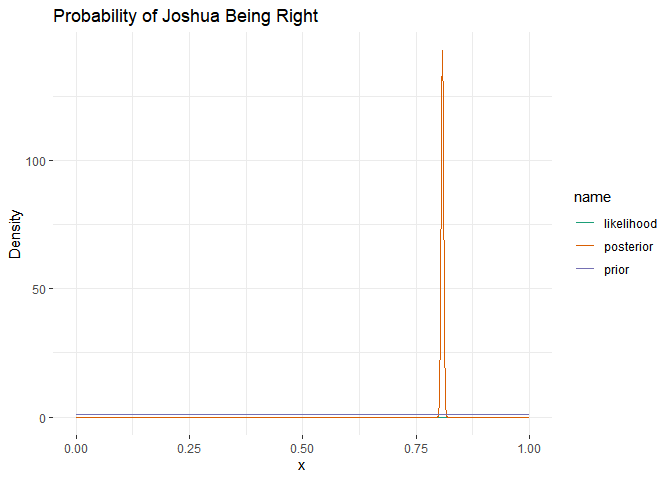 Probability of Joshua Being Right
100
50
0
Density
0.00 0.25 0.50 0.75 1.00
x
name
likelihood
posterior
prior